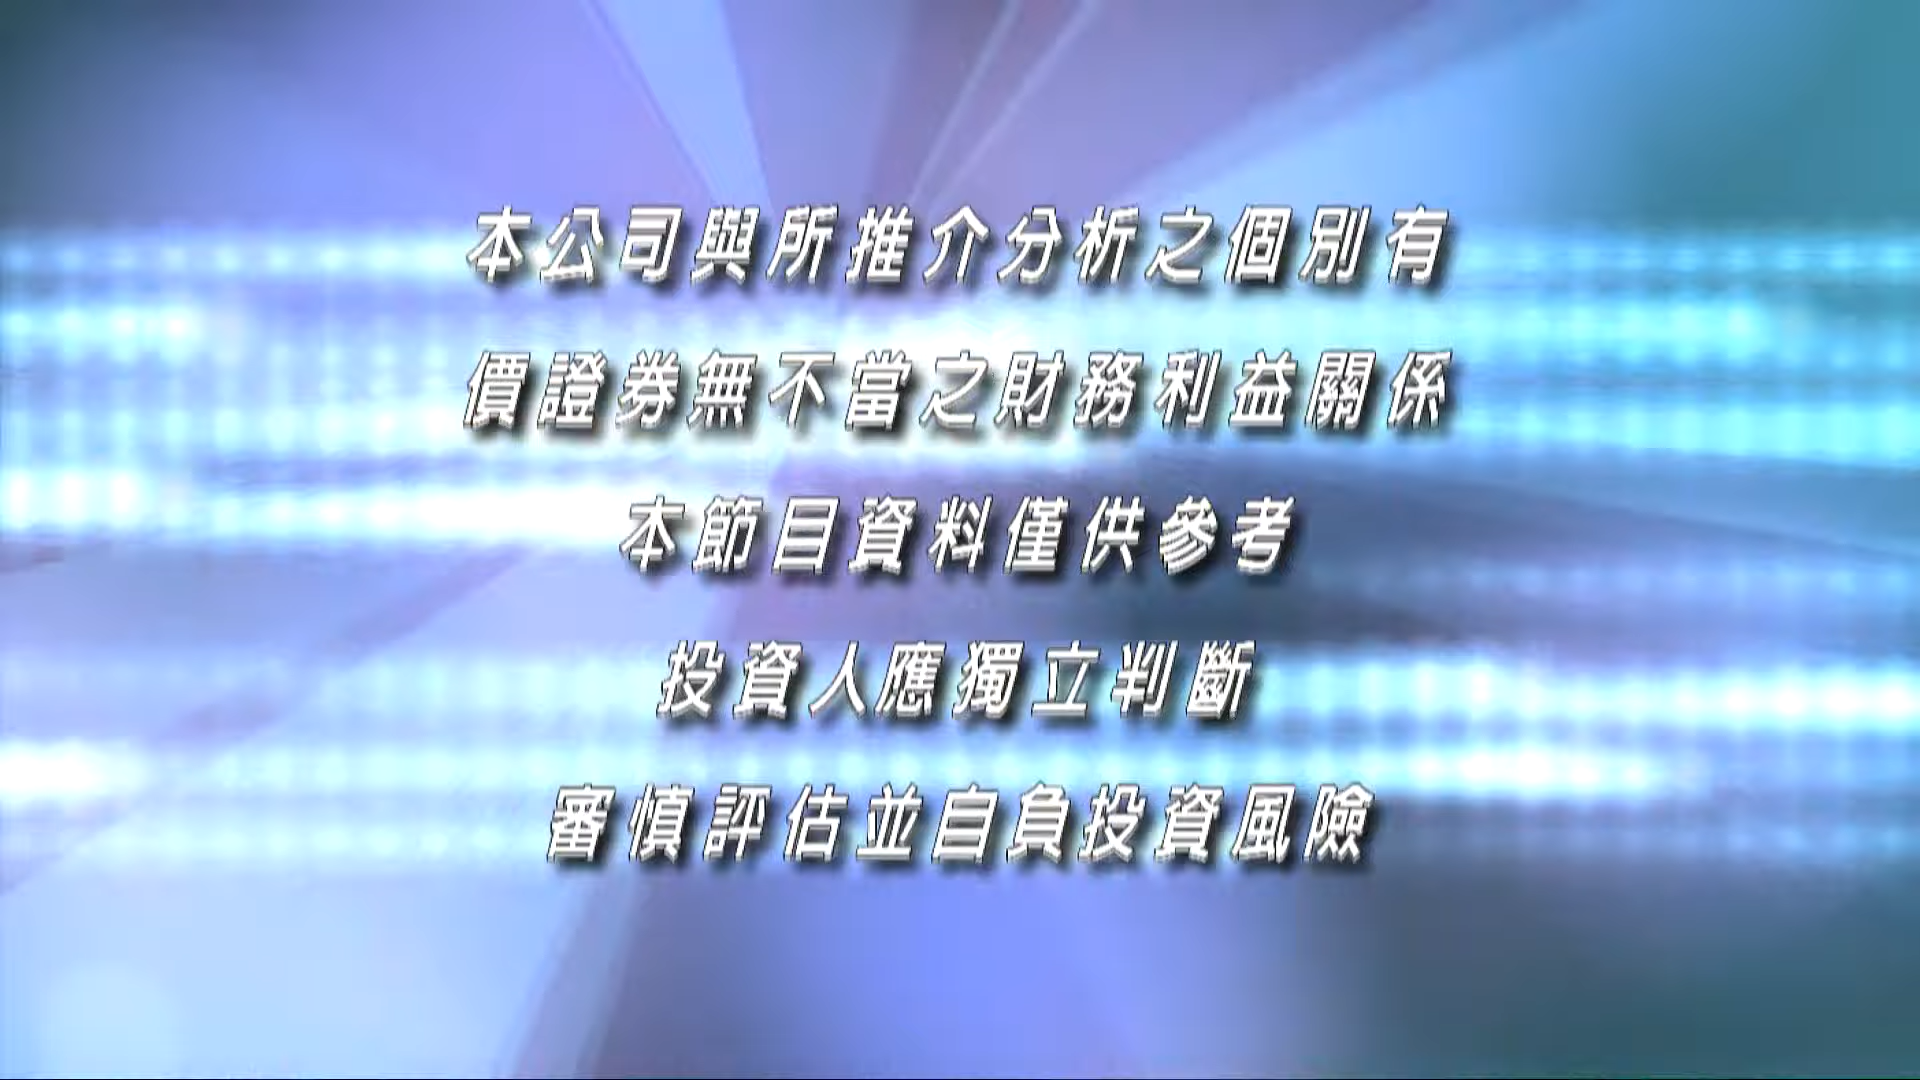 本公司與所推介分析之個別有
價證券無不當之財務利益關係
本節目資料僅供參考
投資人應獨立判斷
審慎評估並自負投資風險